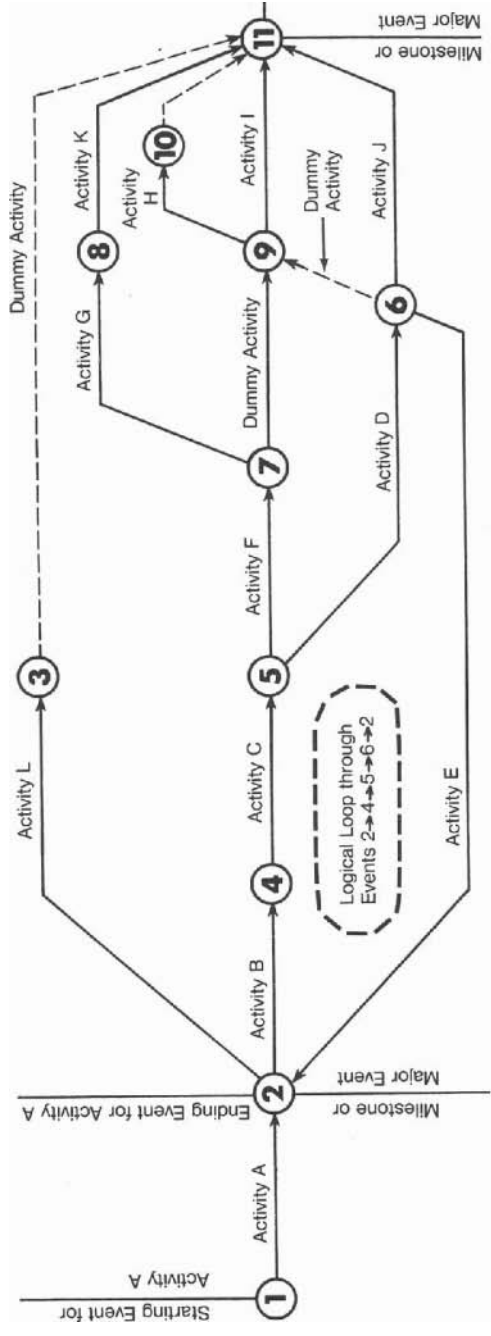 Starting Event for
Activity A
1
Activity A
Ending Event for Activity A
2
Milestone or
Major Event
Activity L
3
Dummy Activity
Activity B
4
Activity C
5
Logical Loop through
Events 2→4→5→6→2
Activity E
Activity F
7
Activity D
6
Activity G
8
Activity K
Dummy Activity
9
Activity
H
10
Dummy
Activity
Activity I
Activity J
11
Milestone or
Major Event